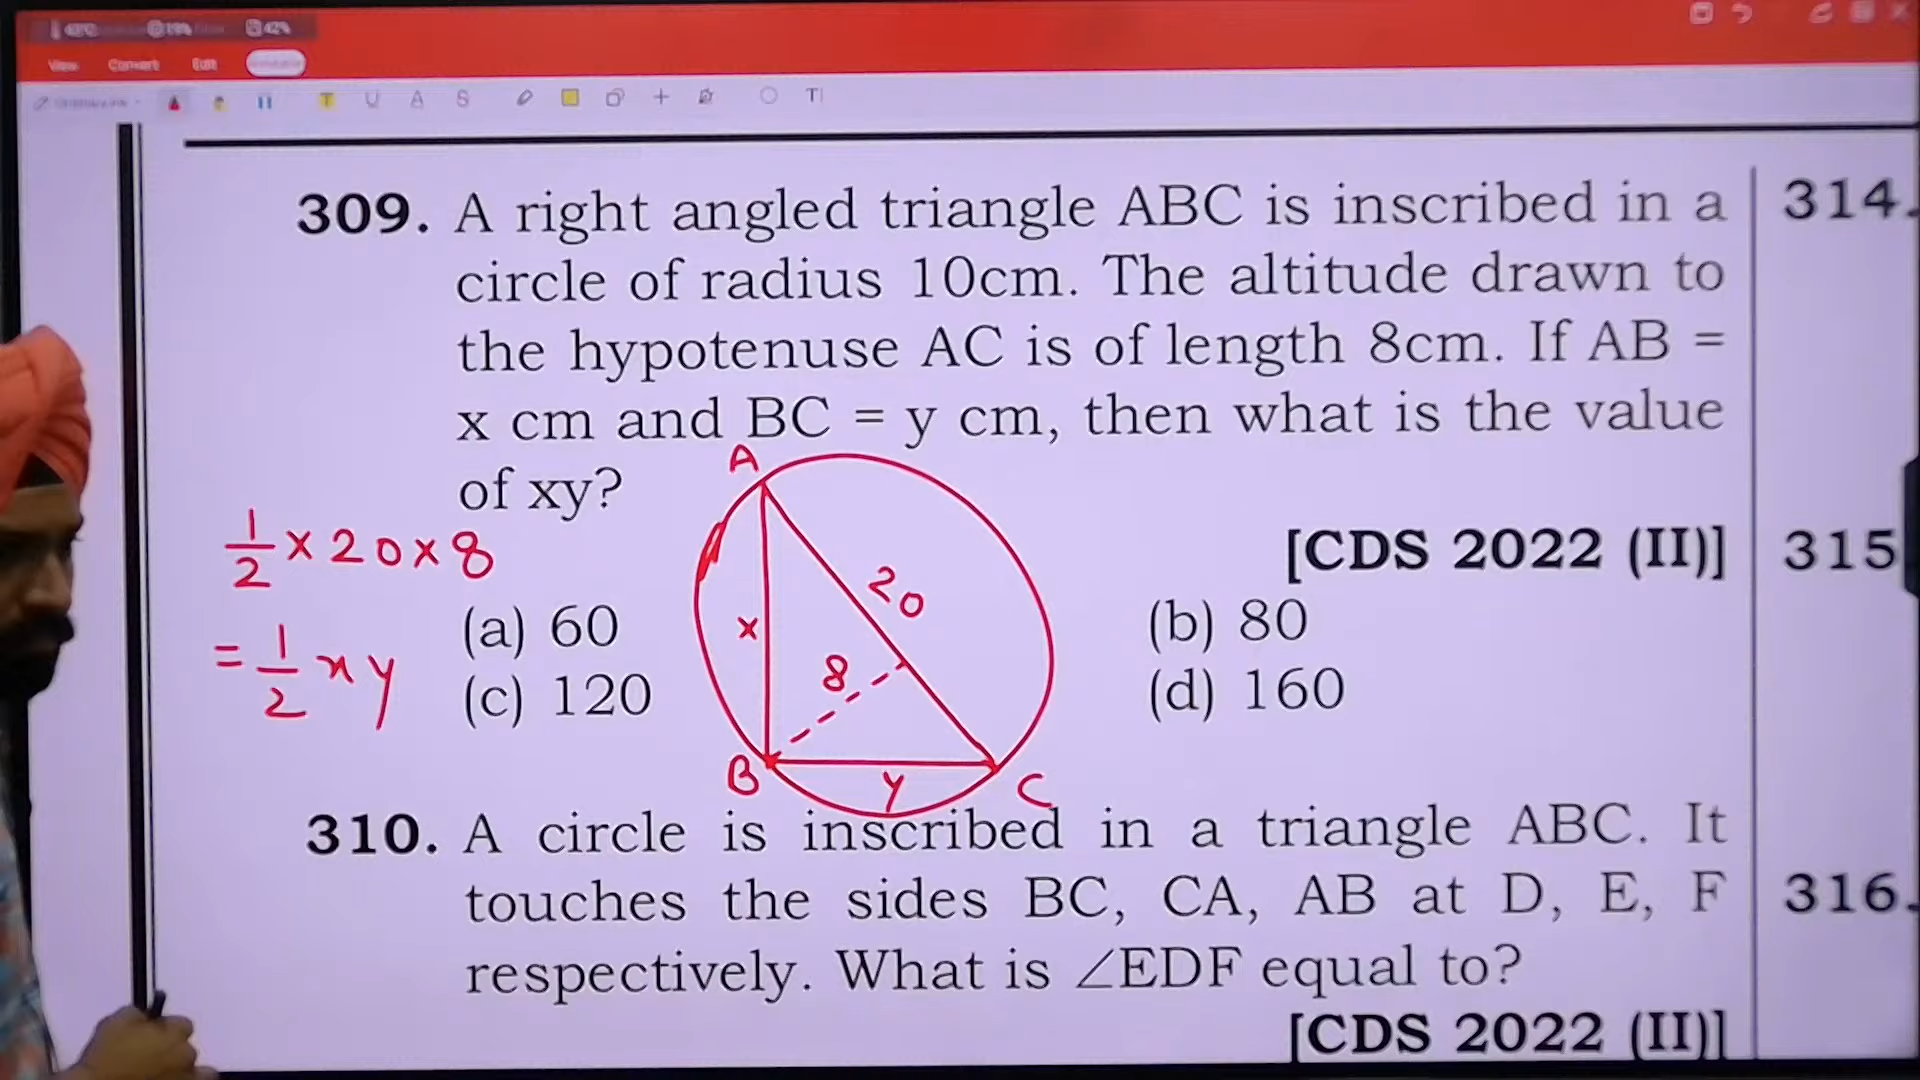 42%
View Convert Edit
T U A S T
309. A right angled triangle ABC is inscribed in a
circle of radius 10cm. The altitude drawn to
the hypotenuse AC is of length 8cm. If AB =
x cm and BC = y cm, then what is the value
of xy?
[CDS 2022 (II)]
(a) 60 (b) 80
(c) 120 (d) 160
1/2 × 20 × 8
= 1/2 x y
A
20
x
8
B
y
C
310. A circle is inscribed in a triangle ABC. It
touches the sides BC, CA, AB at D, E, F
respectively. What is ∠EDF equal to?
[CDS 2022 (II)]
314.
315
316.